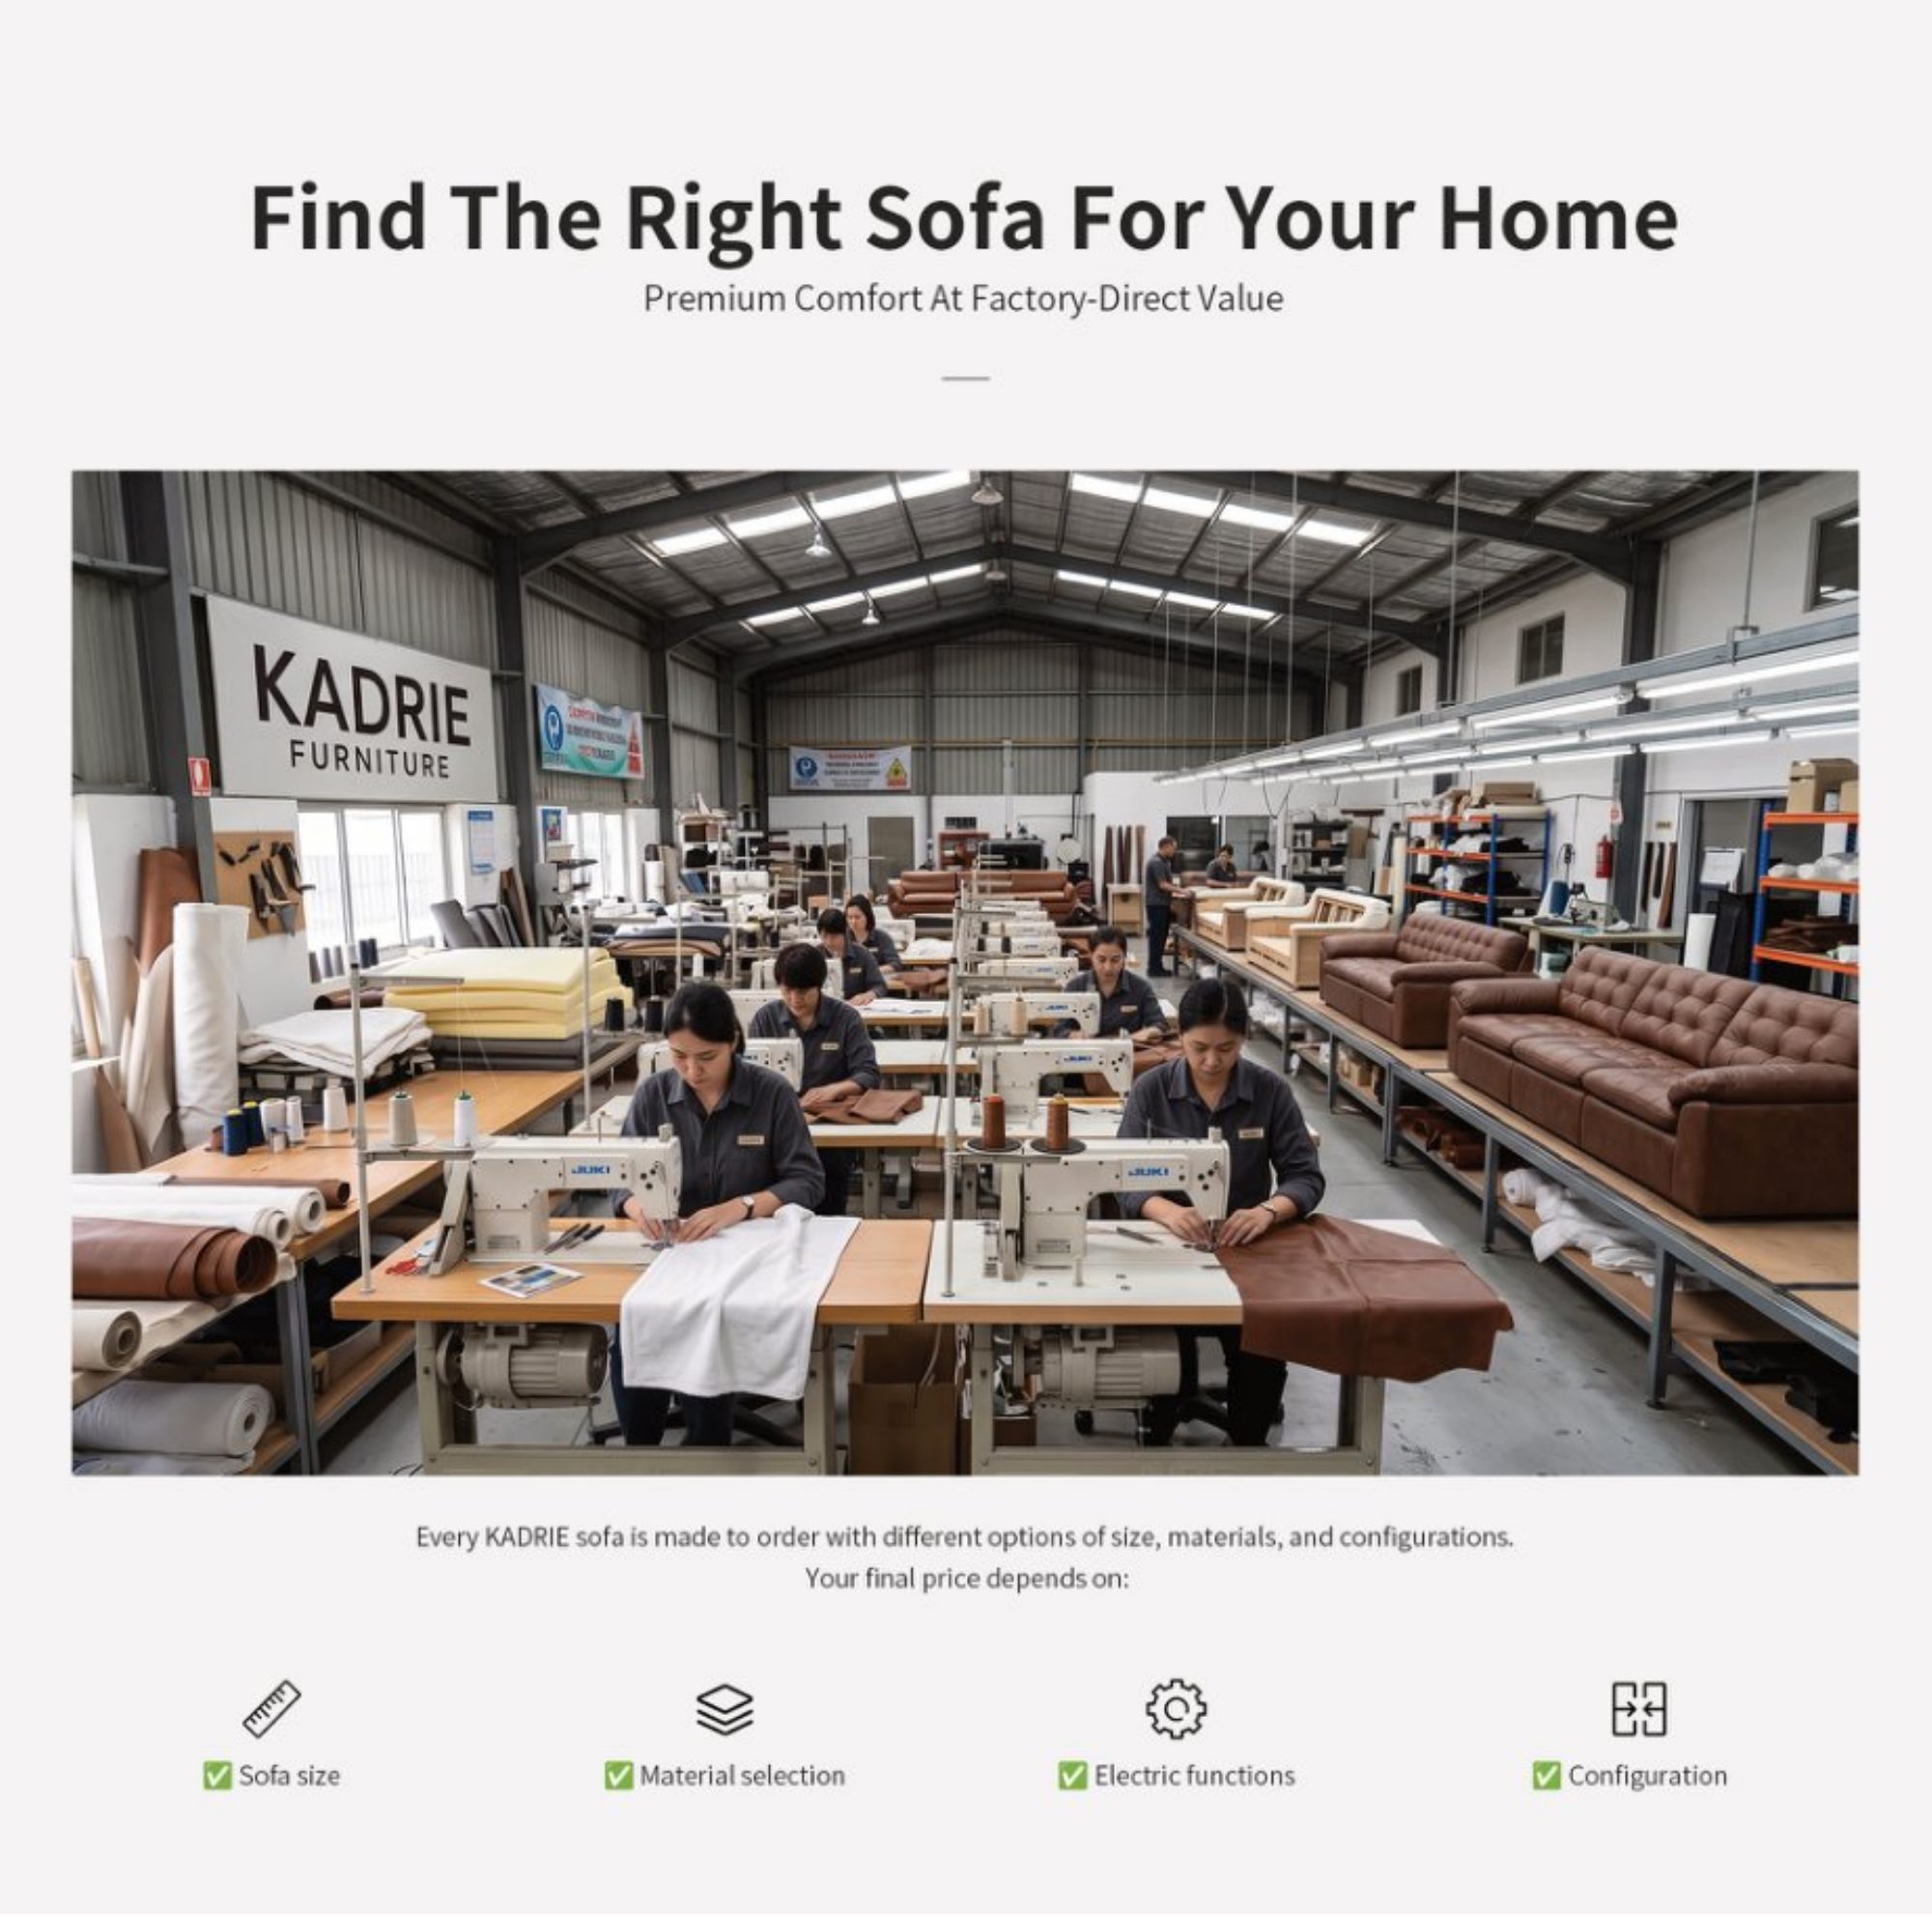 Find The Right Sofa For Your Home
Premium Comfort At Factory-Direct Value
KADRIE
FURNITURE
JUKI
JUKI
JUKI
JUKI
Every KADRIE sofa is made to order with different options of size, materials, and configurations.
Your final price depends on:
✅ Sofa size
✅ Material selection
✅ Electric functions
✅ Configuration